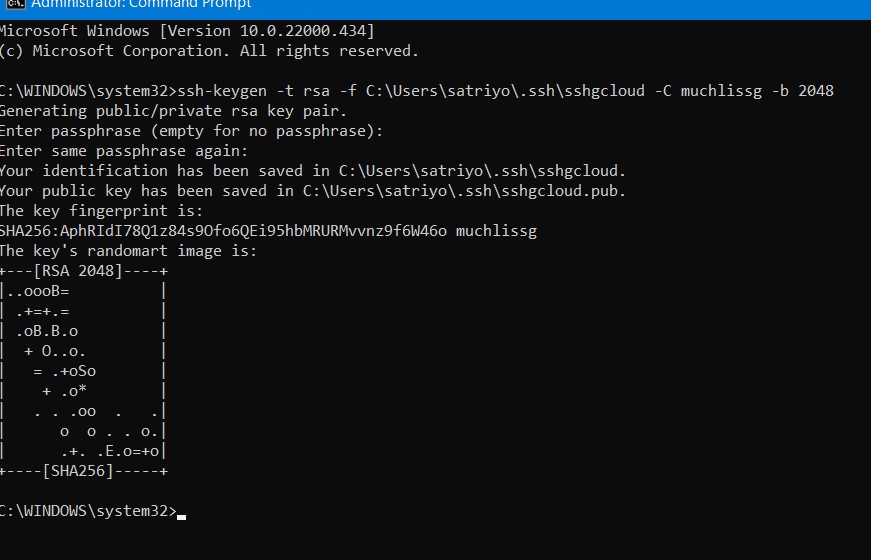 Administrator: Command Prompt
Microsoft Windows [Version 10.0.22000.434]
(c) Microsoft Corporation. All rights reserved.
C:\WINDOWS\system32>ssh-keygen -t rsa -f C:\Users\satriyo\.ssh\sshgcloud -C muchlissg -b 2048
Generating public/private rsa key pair.
Enter passphrase (empty for no passphrase):
Enter same passphrase again:
Your identification has been saved in C:\Users\satriyo\.ssh\sshgcloud.
Your public key has been saved in C:\Users\satriyo\.ssh\sshgcloud.pub.
The key fingerprint is:
SHA256:AphRIdI78Q1z84s9Ofo6QEi95hbMRURMvvnz9f6W46o muchlissg
The key's randomart image is:
+---[RSA 2048]----+
|..oooB=          |
| .+=+.=          |
| .oB.B.o         |
|  + O..o.        |
|   = .+oSo       |
|    + .o*        |
|   . . .oo  .   .|
|      o  o . . o.|
|      .+. .E.o=+o|
+----[SHA256]-----+
C:\WINDOWS\system32>